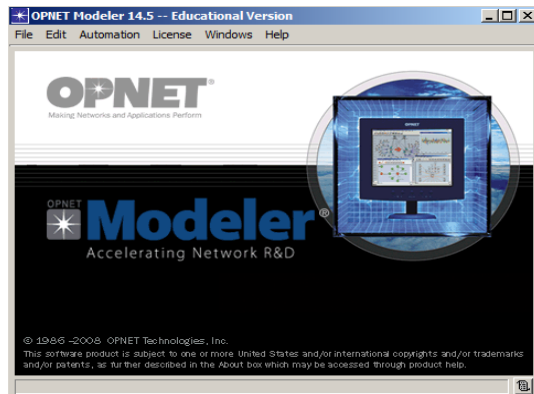 OPNET Modeler 14.5 -- Educational Version
File Edit Automation License Windows Help
OPNET®
Making Networks and Applications Perform
OPNET
OPNET
Modeler®
Accelerating Network R&D
© 1986-2008 OPNET Technologies, Inc.
This software product is subject to one or more United States and/or international copyrights and/or trademarks
and/or patents, as further described in the About box which may be accessed through product help.